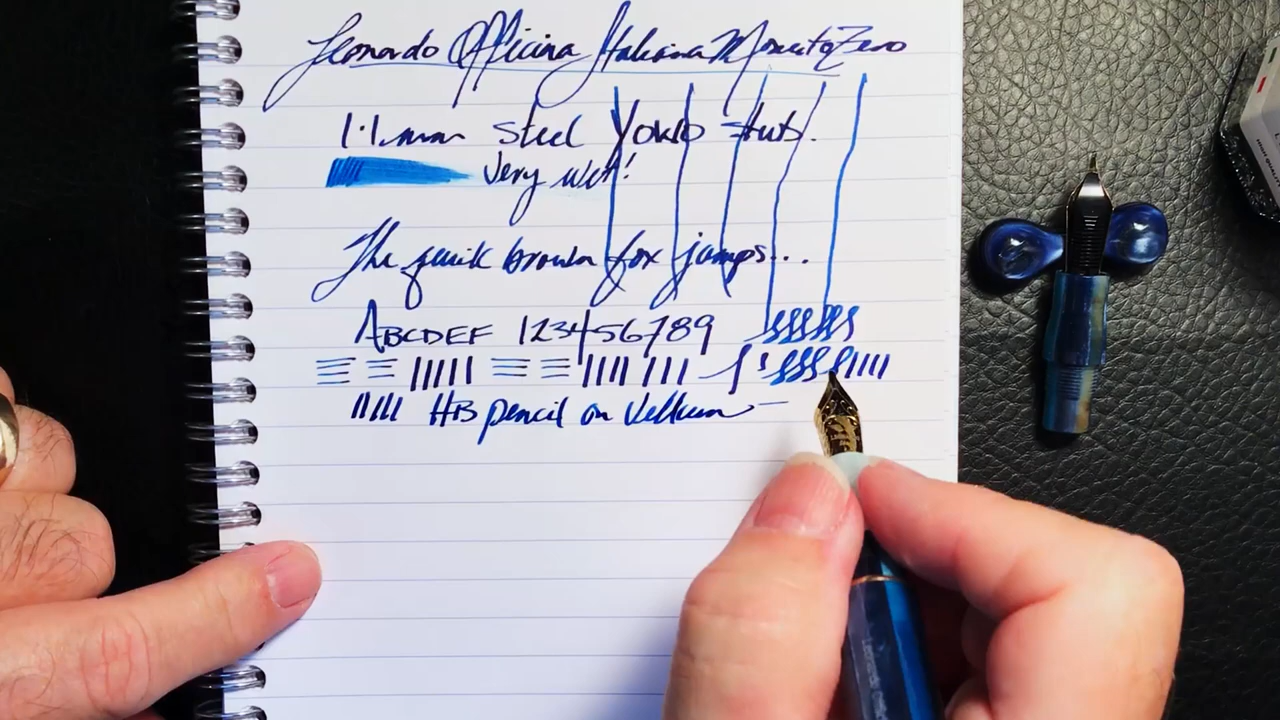 Leonardo Officina Italiana Momento Zero
1.1mm steel Yowo stub.
Very wet!
The quick brown fox jumps...
ABCDEF 123456789
HB pencil on Vellum